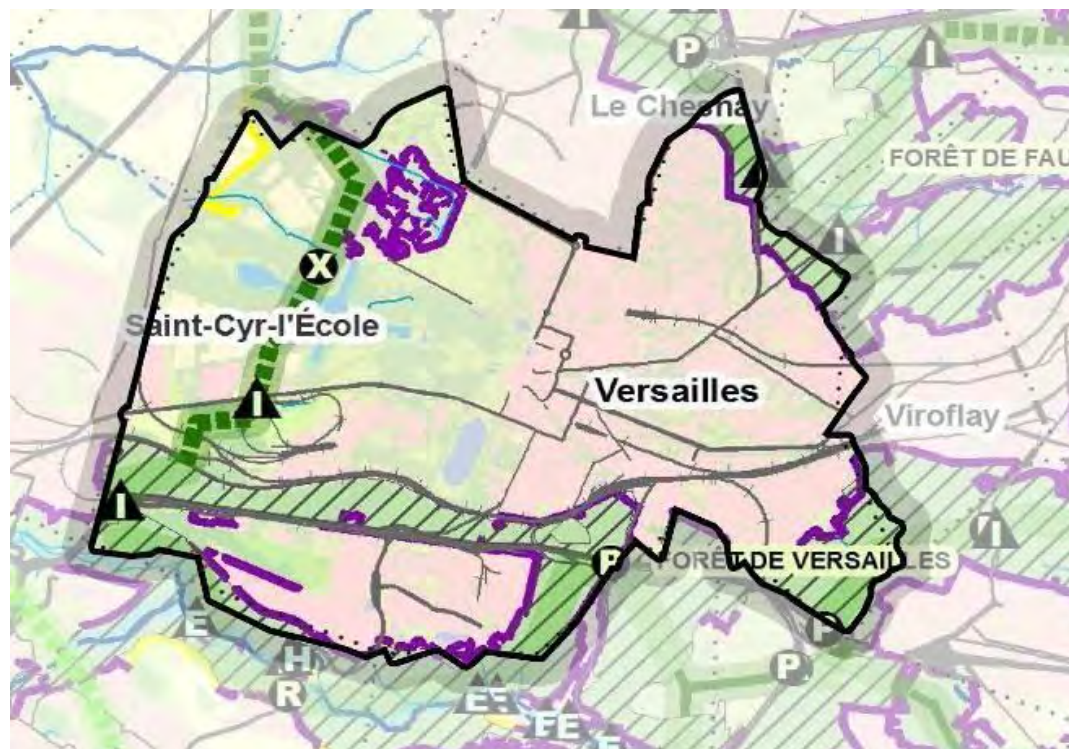 I
I
P
Le Chesnay
I
FORÊT DE FAU
I
X
Saint-Cyr-l'École
Versailles
I
Viroflay
I
I
P
FORÊT DE VERSAILLES
E
P
H
P
R
E
E
E
E